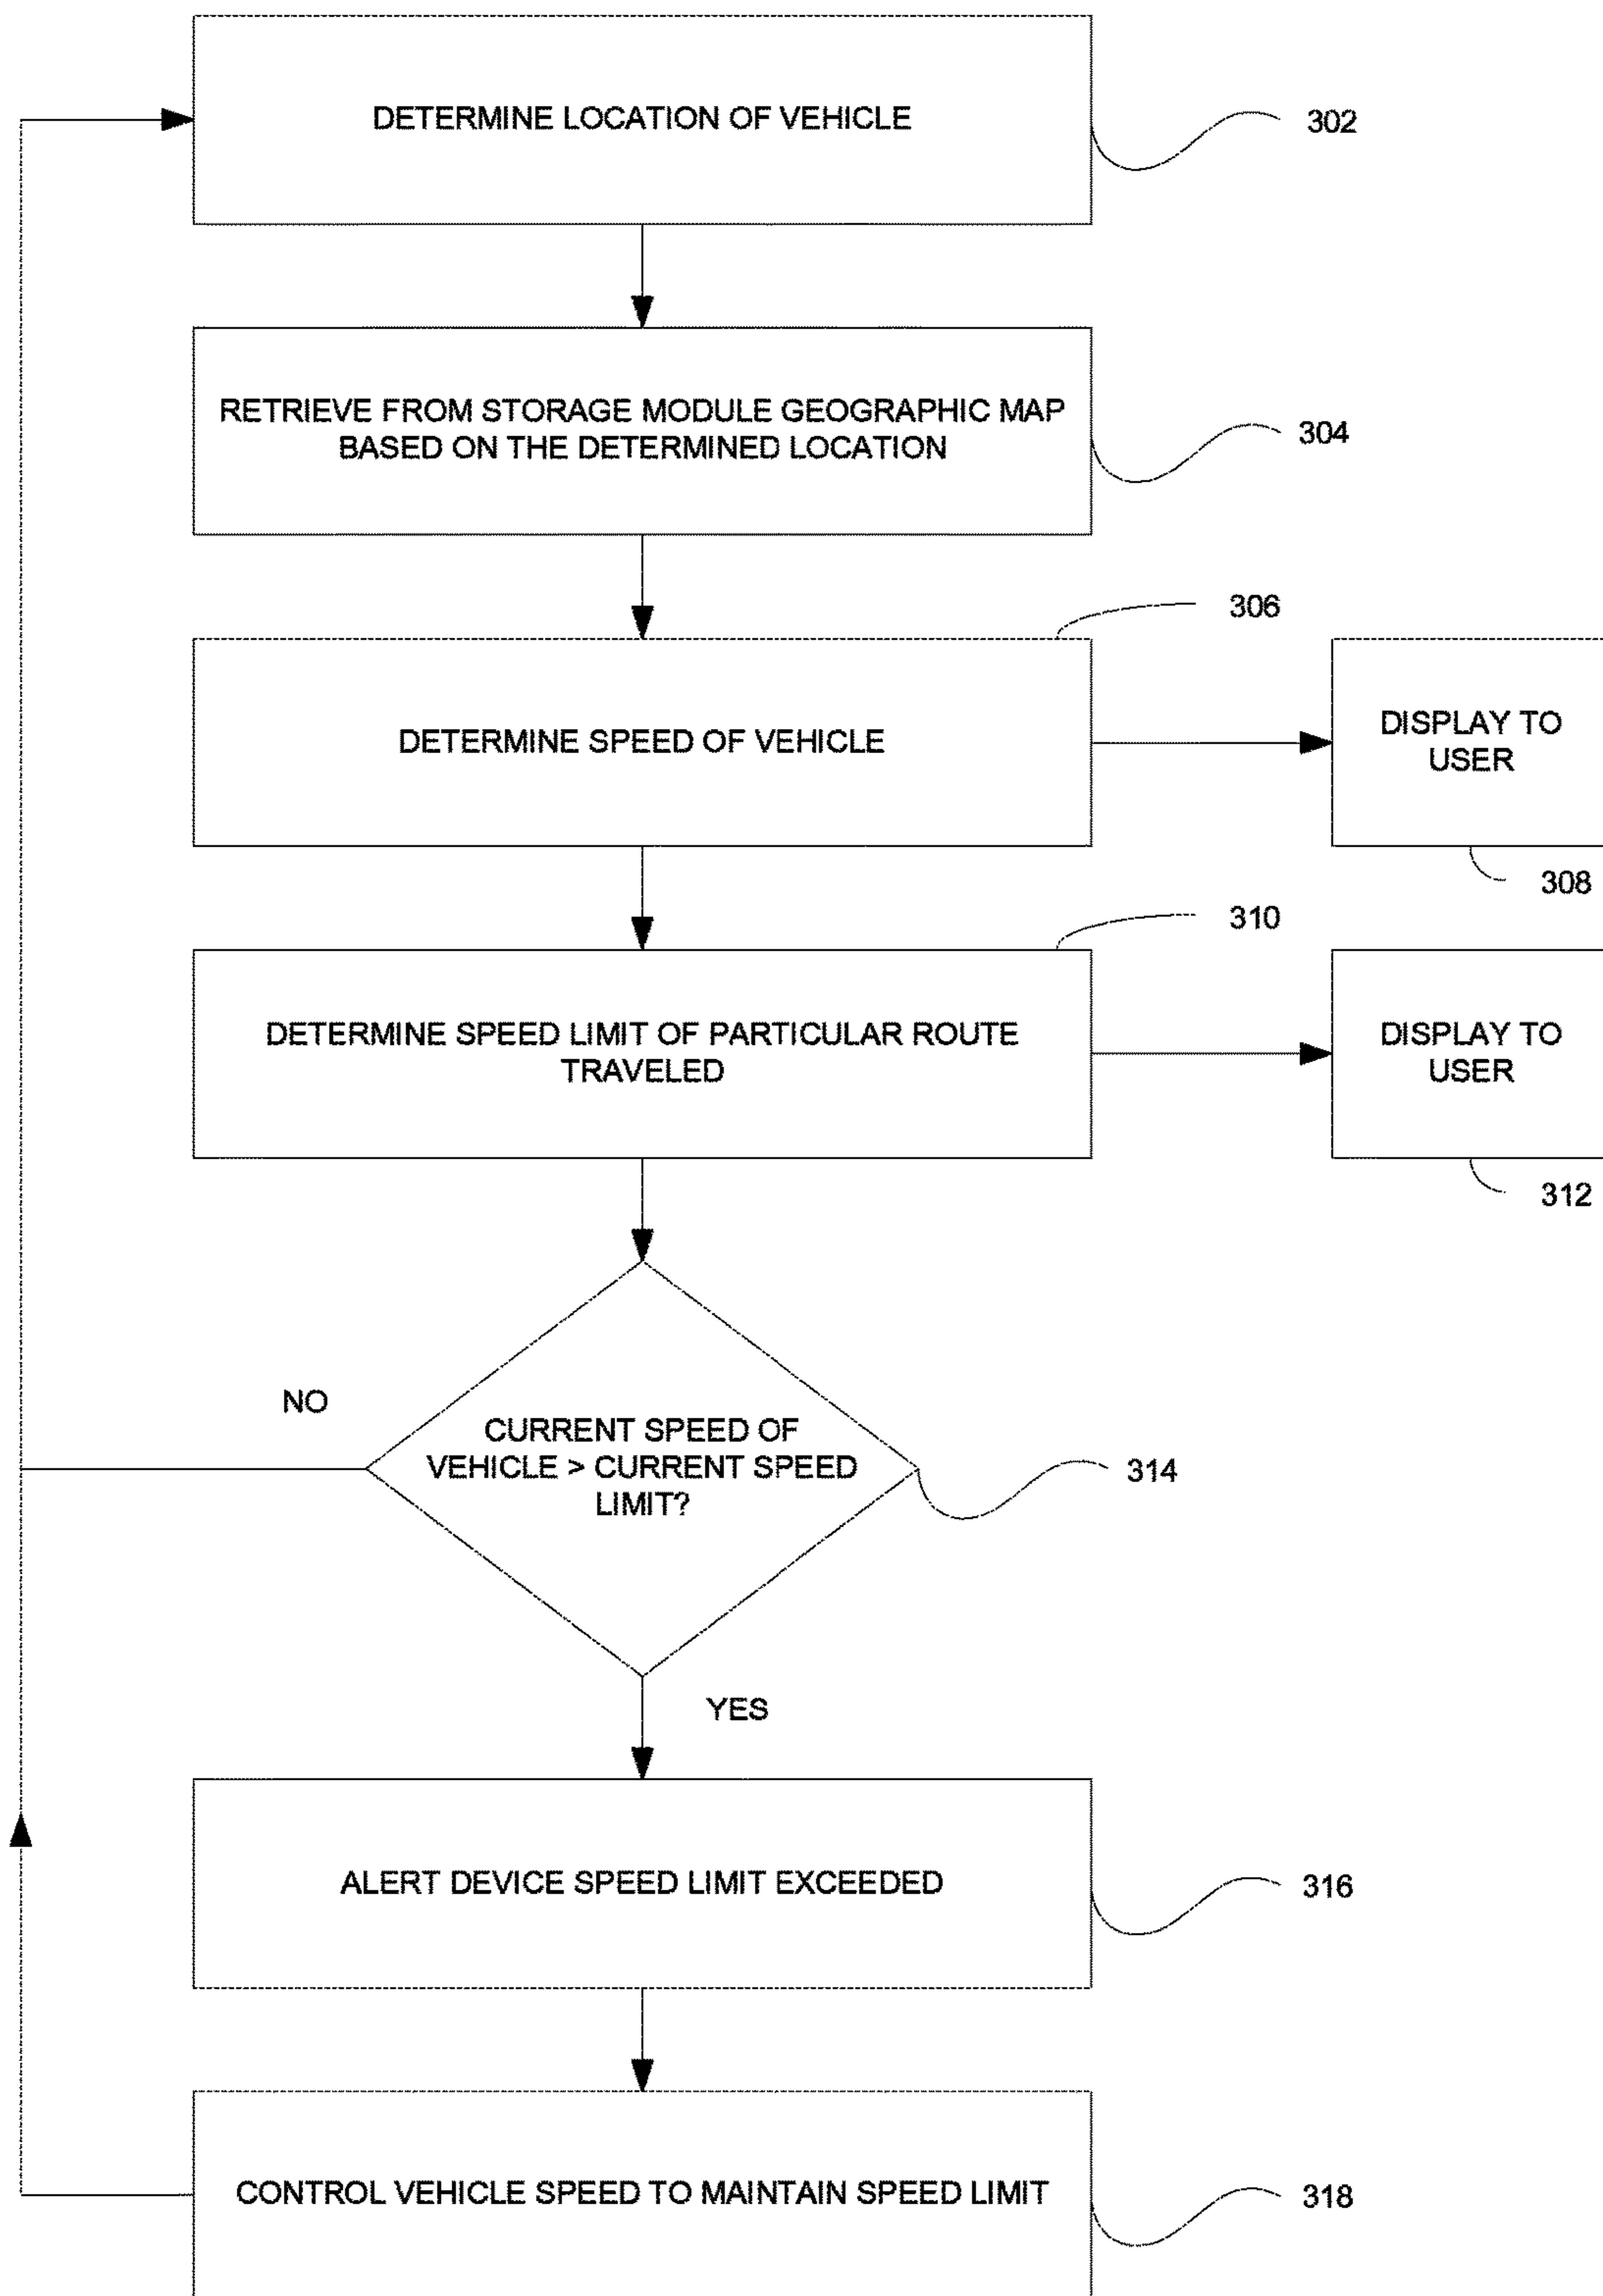 DETERMINE LOCATION OF VEHICLE
302
RETRIEVE FROM STORAGE MODULE GEOGRAPHIC MAP
BASED ON THE DETERMINED LOCATION
304
306
DETERMINE SPEED OF VEHICLE
DISPLAY TO
USER
308
310
DETERMINE SPEED LIMIT OF PARTICULAR ROUTE
TRAVELED
DISPLAY TO
USER
312
NO
CURRENT SPEED OF
VEHICLE > CURRENT SPEED
LIMIT?
314
YES
ALERT DEVICE SPEED LIMIT EXCEEDED
316
CONTROL VEHICLE SPEED TO MAINTAIN SPEED LIMIT
318